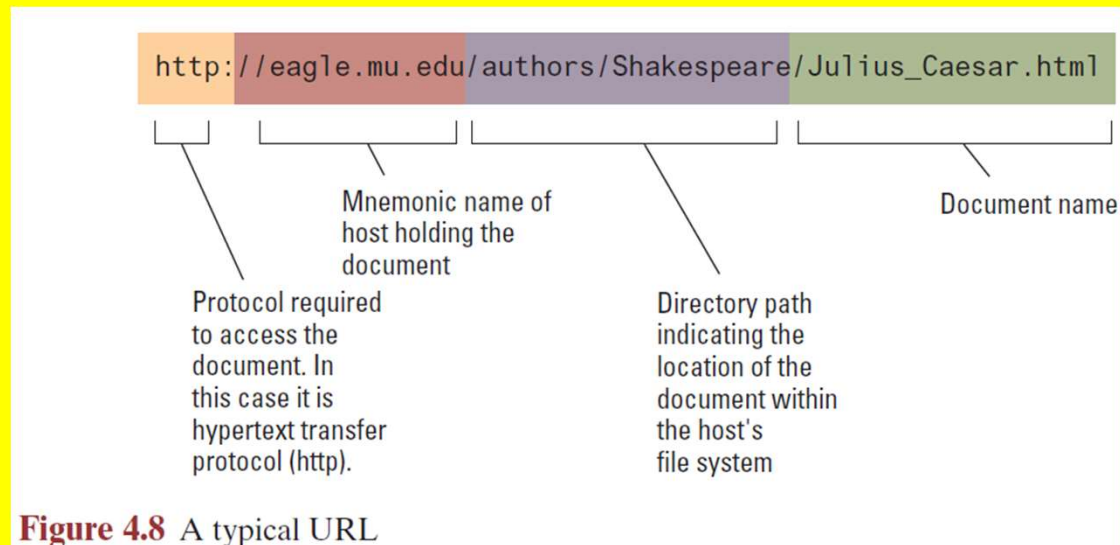 http://eagle.mu.edu/authors/Shakespeare/Julius_Caesar.html
Mnemonic name of
host holding the
document
Document name
Protocol required
to access the
document. In
this case it is
hypertext transfer
protocol (http).
Directory path
indicating the
location of the
document within
the host's
file system
Figure 4.8 A typical URL